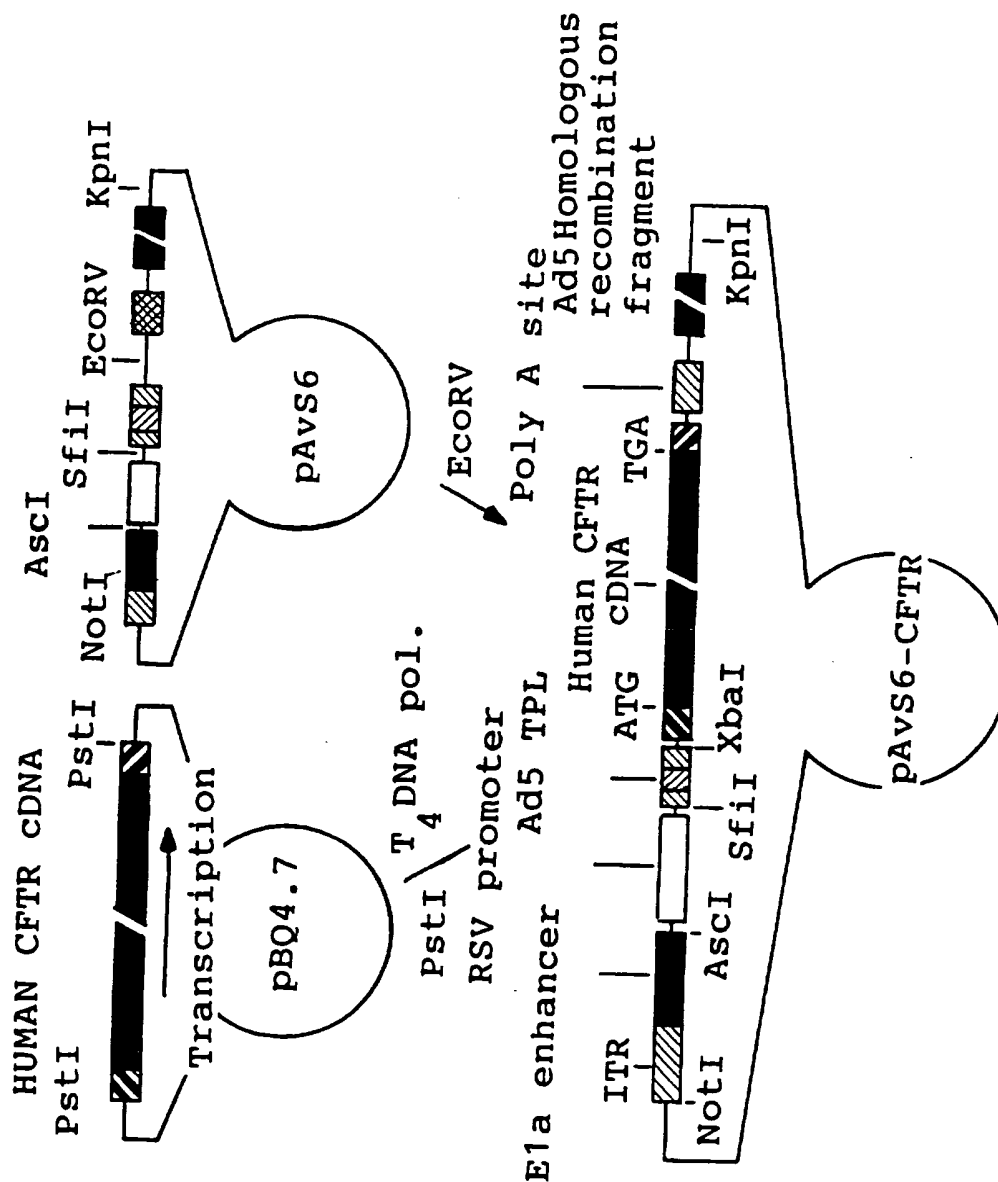 HUMAN CFTR cDNA
PstI
PstI
Transcription
pBQ4.7
PstI
T4 DNA pol.
NotI
AscI
SfiI
EcoRV
KpnI
pAvS6
EcoRV
E1a enhancer
RSV promoter
Ad5 TPL
Human CFTR
cDNA
Poly A site
Ad5 Homologous
recombination
fragment
ITR
ATG
TGA
NotI
AscI
SfiI
XbaI
KpnI
pAvS6-CFTR